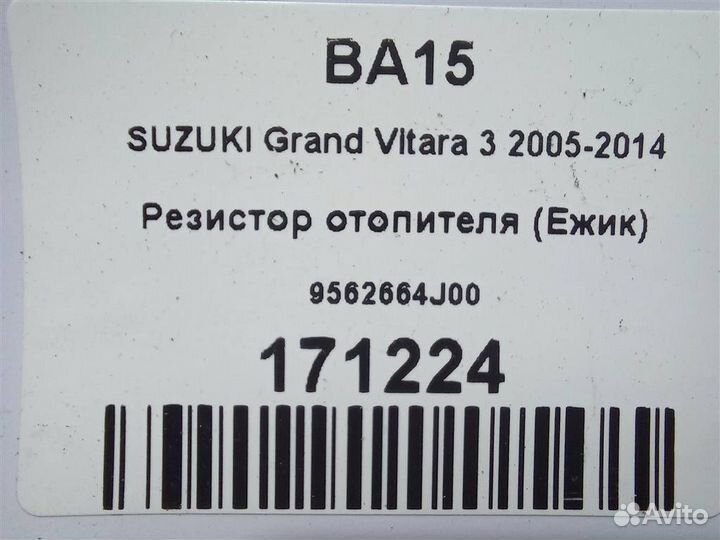 BA15
SUZUKI Grand Vitara 3 2005-2014
Резистор отопителя (Ежик)
9562664J00
171224
Avito